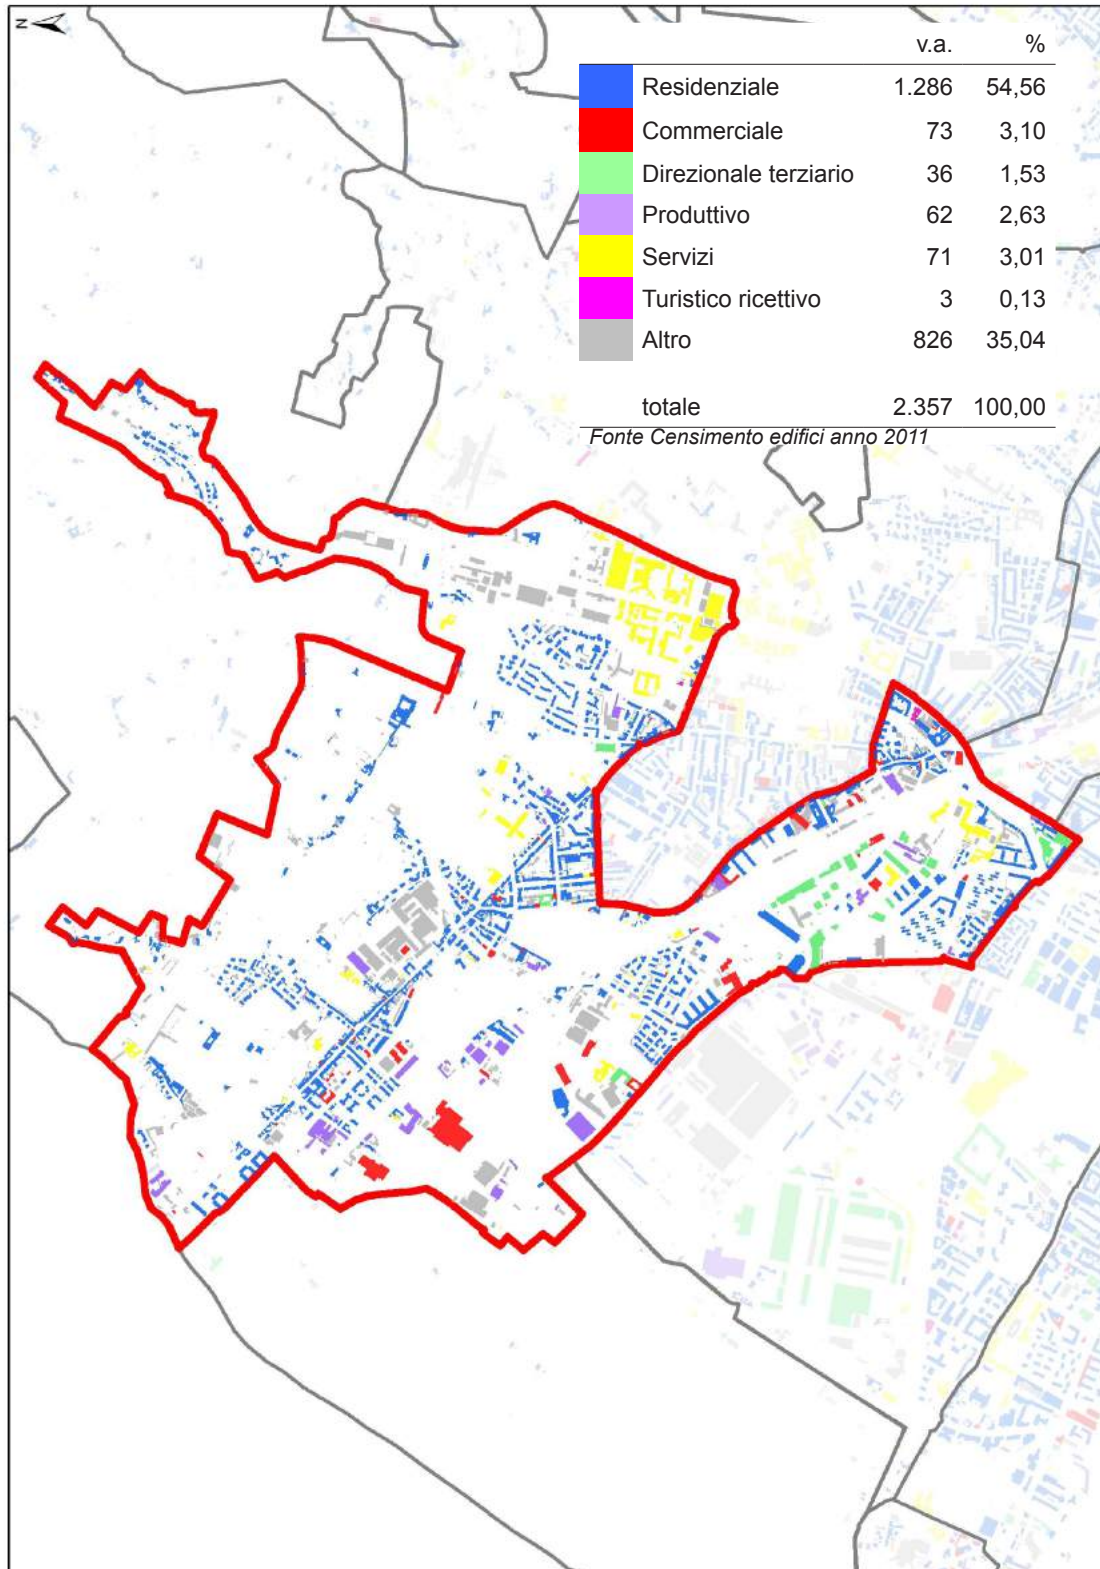 N
v.a. %
Residenziale 1.286 54,56
Commerciale 73 3,10
Direzionale terziario 36 1,53
Produttivo 62 2,63
Servizi 71 3,01
Turistico ricettivo 3 0,13
Altro 826 35,04
totale 2.357 100,00
Fonte Censimento edifici anno 2011